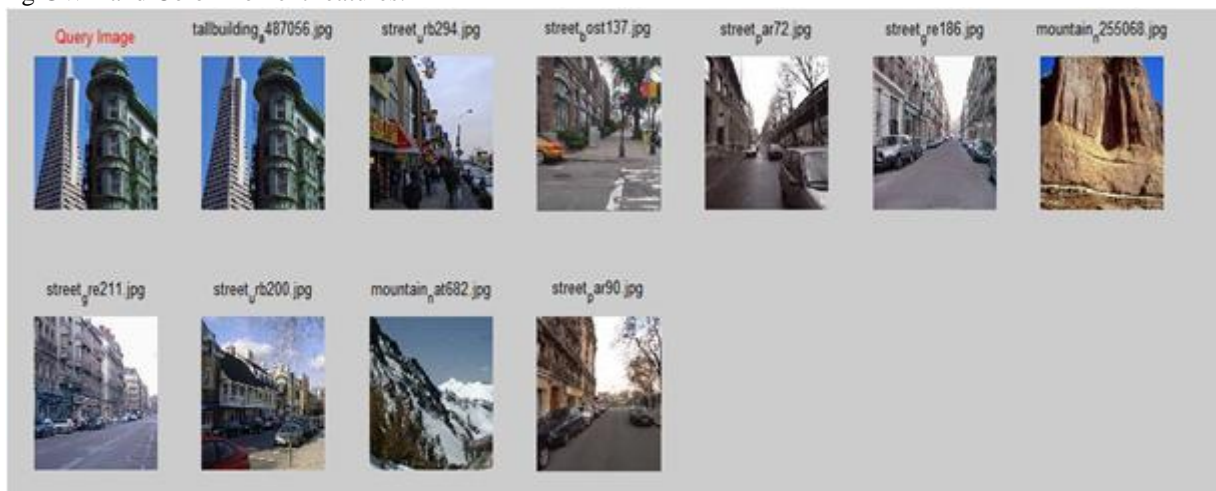 Query Image
tallbuilding_a487056.jpg
street_urb294.jpg
street_bost137.jpg
street_par72.jpg
street_gre186.jpg
mountain_n255068.jpg
street_gre211.jpg
street_urb200.jpg
mountain_nat682.jpg
street_par90.jpg